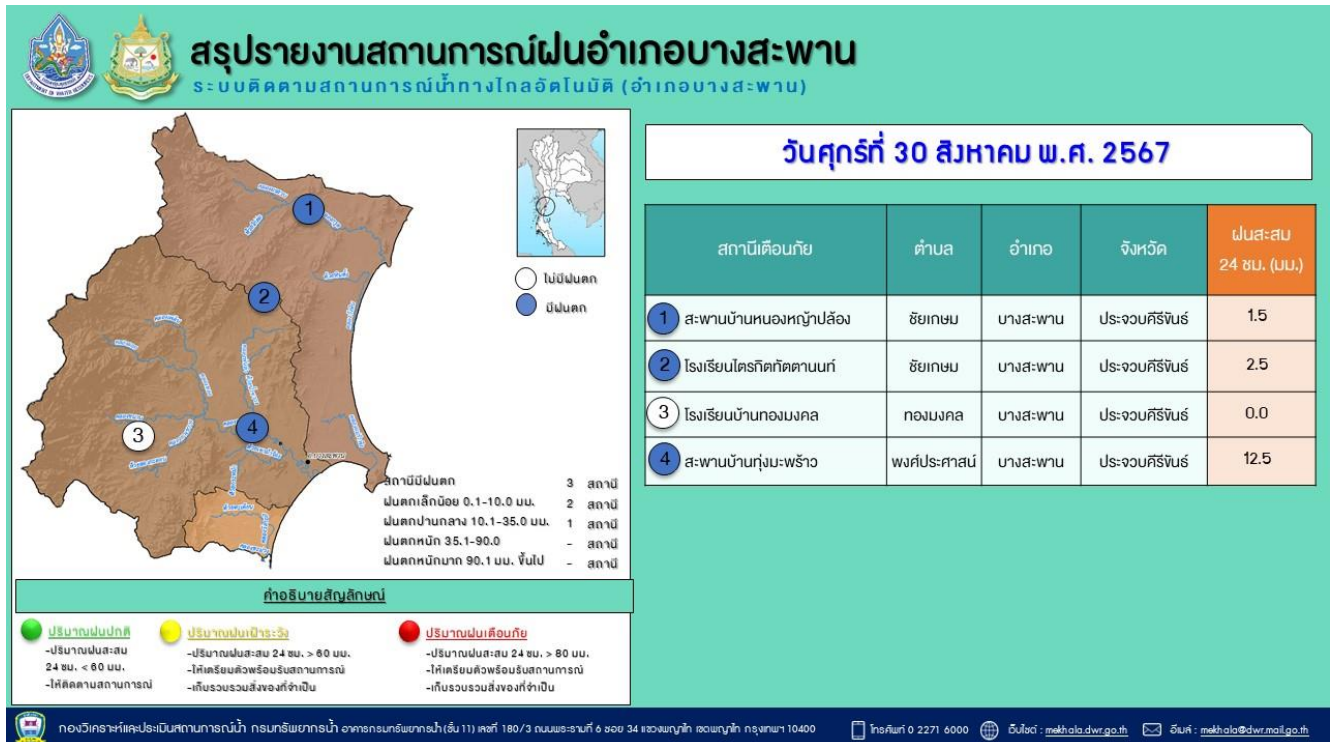 สรุปรายงานสถานการณ์ฝนอำเภอบางสะพาน
ระบบติดตามสถานการณ์น้ำทางไกลอัตโนมัติ (อำเภอบางสะพาน)
1
2
3
4
ไม่มีฝนตก
มีฝนตก
สถานีมีฝนตก 3 สถานี
ฝนตกเล็กน้อย 0.1-10.0 มม. 2 สถานี
ฝนตกปานกลาง 10.1-35.0 มม. 1 สถานี
ฝนตกหนัก 35.1-90.0 - สถานี
ฝนตกหนักมาก 90.1 มม. ขึ้นไป - สถานี
คำอธิบายสัญลักษณ์
ปริมาณฝนปกติ
-ปริมาณฝนสะสม
24 ชม. < 60 มม.
-ให้ติดตามสถานการณ์
ปริมาณฝนเฝ้าระวัง
-ปริมาณฝนสะสม 24 ชม. > 60 มม.
-ให้เตรียมตัวพร้อมรับสถานการณ์
-เก็บรวบรวมสิ่งของที่จำเป็น
ปริมาณฝนเตือนภัย
-ปริมาณฝนสะสม 24 ชม. > 80 มม.
-ให้เตรียมตัวพร้อมรับสถานการณ์
-เก็บรวบรวมสิ่งของที่จำเป็น
วันศุกร์ที่ 30 สิงหาคม พ.ศ. 2567
สถานีเตือนภัย ตำบล อำเภอ จังหวัด ฝนสะสม
24 ชม. (มม.)
1 สะพานบ้านหนองหญ้าปล้อง ชัยเกษม บางสะพาน ประจวบคีรีขันธ์ 1.5
2 โรงเรียนไตรกิตทัตตานนท์ ชัยเกษม บางสะพาน ประจวบคีรีขันธ์ 2.5
3 โรงเรียนบ้านทองมงคล ทองมงคล บางสะพาน ประจวบคีรีขันธ์ 0.0
4 สะพานบ้านทุ่งมะพร้าว พงศ์ประศาสน์ บางสะพาน ประจวบคีรีขันธ์ 12.5
กองวิเคราะห์และประเมินสถานการณ์น้ำ กรมทรัพยากรน้ำ อาคารกรมทรัพยากรน้ำ (ชั้น 11) เลขที่ 180/3 ถนนพระรามที่ 6 ซอย 34 แขวงพญาไท เขตพญาไท กรุงเทพฯ 10400 โทรศัพท์ 0 2271 6000 เว็บไซต์ : mekhala.dwr.go.th อีเมล์ : mekhala@dwr.mail.go.th